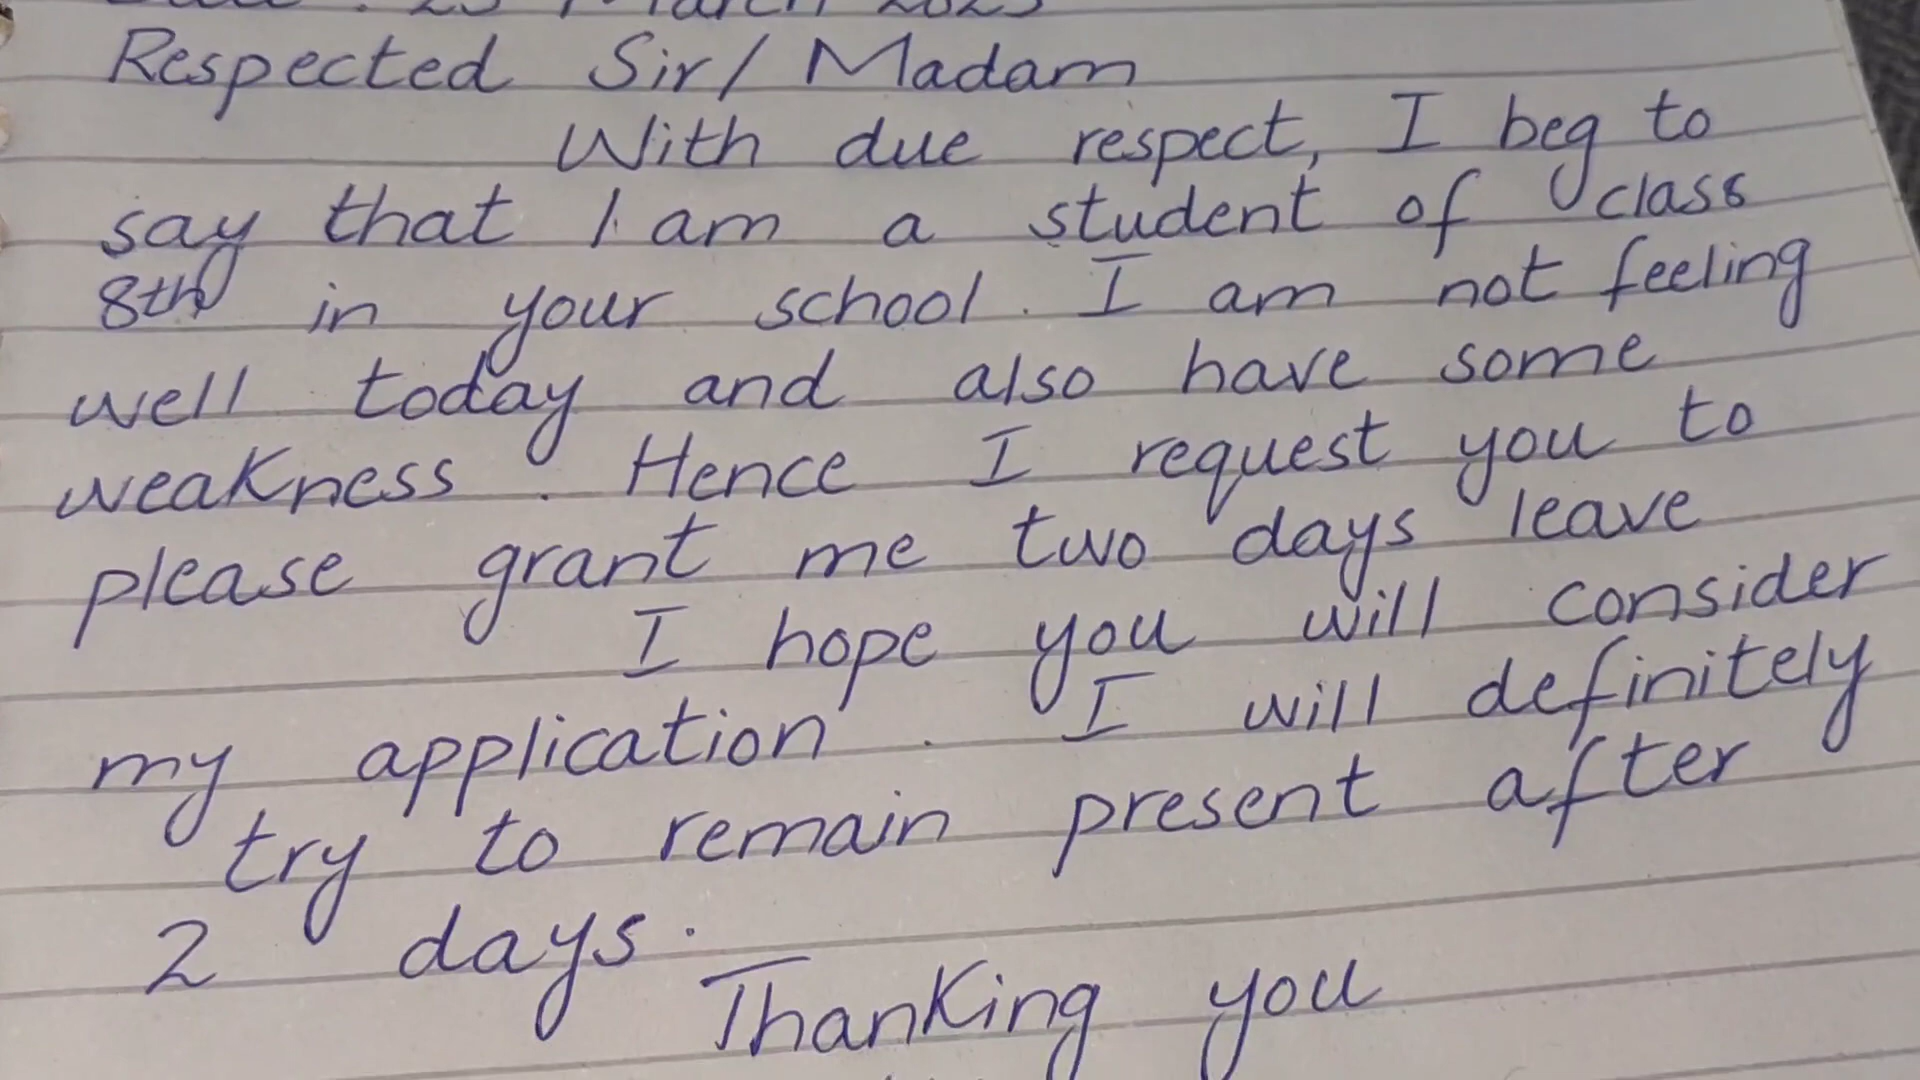 March 2023
Respected Sir/ Madam
With due respect, I beg to
say that I am a student of class
8th in your school. I am not feeling
well today and also have some
weakness. Hence I request you to
please grant me two days leave
I hope you will consider
my application. I will definitely
try to remain present after
2 days.
Thanking you